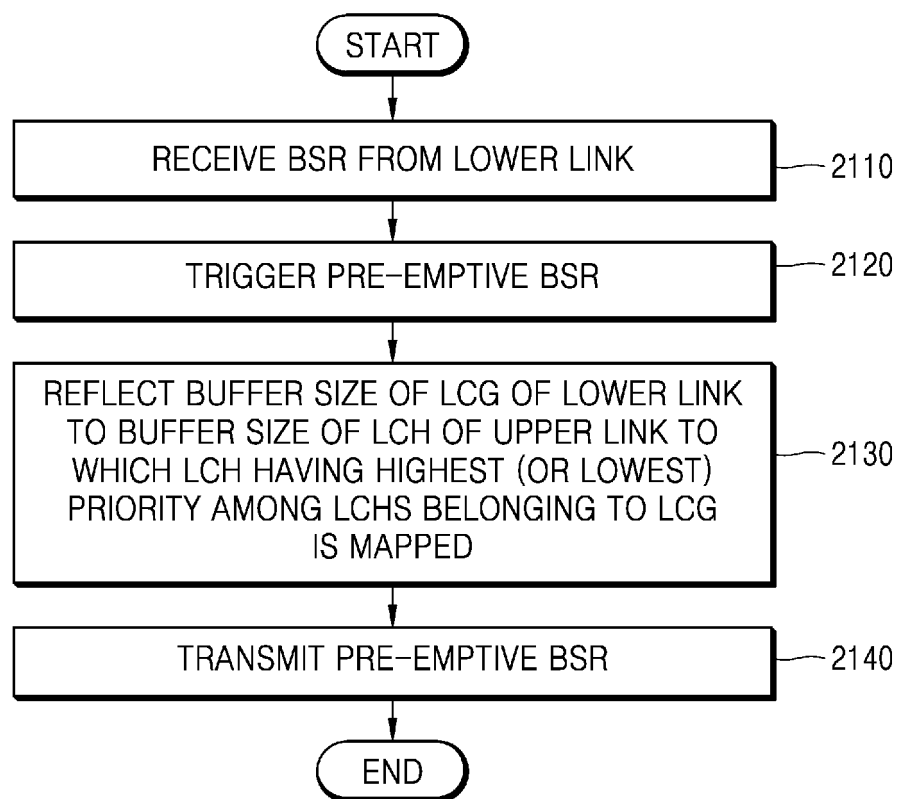 START
RECEIVE BSR FROM LOWER LINK
2110
TRIGGER PRE-EMPTIVE BSR
2120
REFLECT BUFFER SIZE OF LCG OF LOWER LINK
TO BUFFER SIZE OF LCH OF UPPER LINK TO
WHICH LCH HAVING HIGHEST (OR LOWEST)
PRIORITY AMONG LCHS BELONGING TO LCG
IS MAPPED
2130
TRANSMIT PRE-EMPTIVE BSR
2140
END